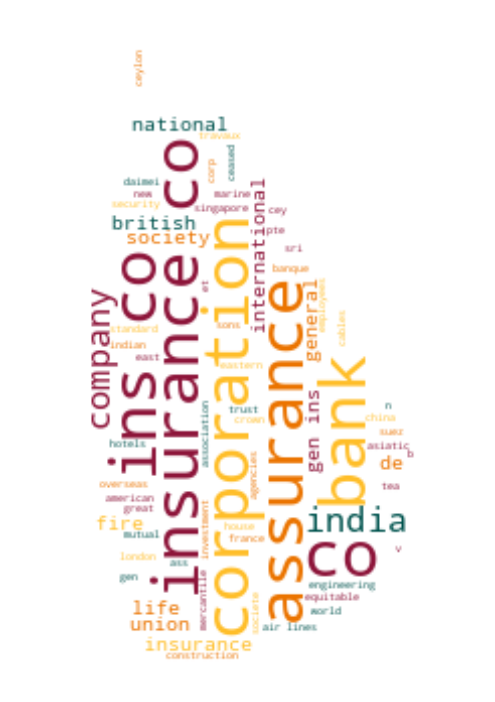 ceylon
national
travaux
co
ceased
corp
daimei
new
marine
security
singapore
international
cey
british
society
corporation
pte
sri
ins co
insurance
banque
et
company
assurance
general
employees
standard
sons
cables
indian
east
eastern
bank
gen ins
association
trust
crown
n
china
suez
hotels
asiatic
b
de
agencies
overseas
tea
american
great
investment
india
fire
house
mutual
france
co
v
london
ass
gen
mercantile
engineering
equitable
societe
life
world
union
air lines
insurance
construction